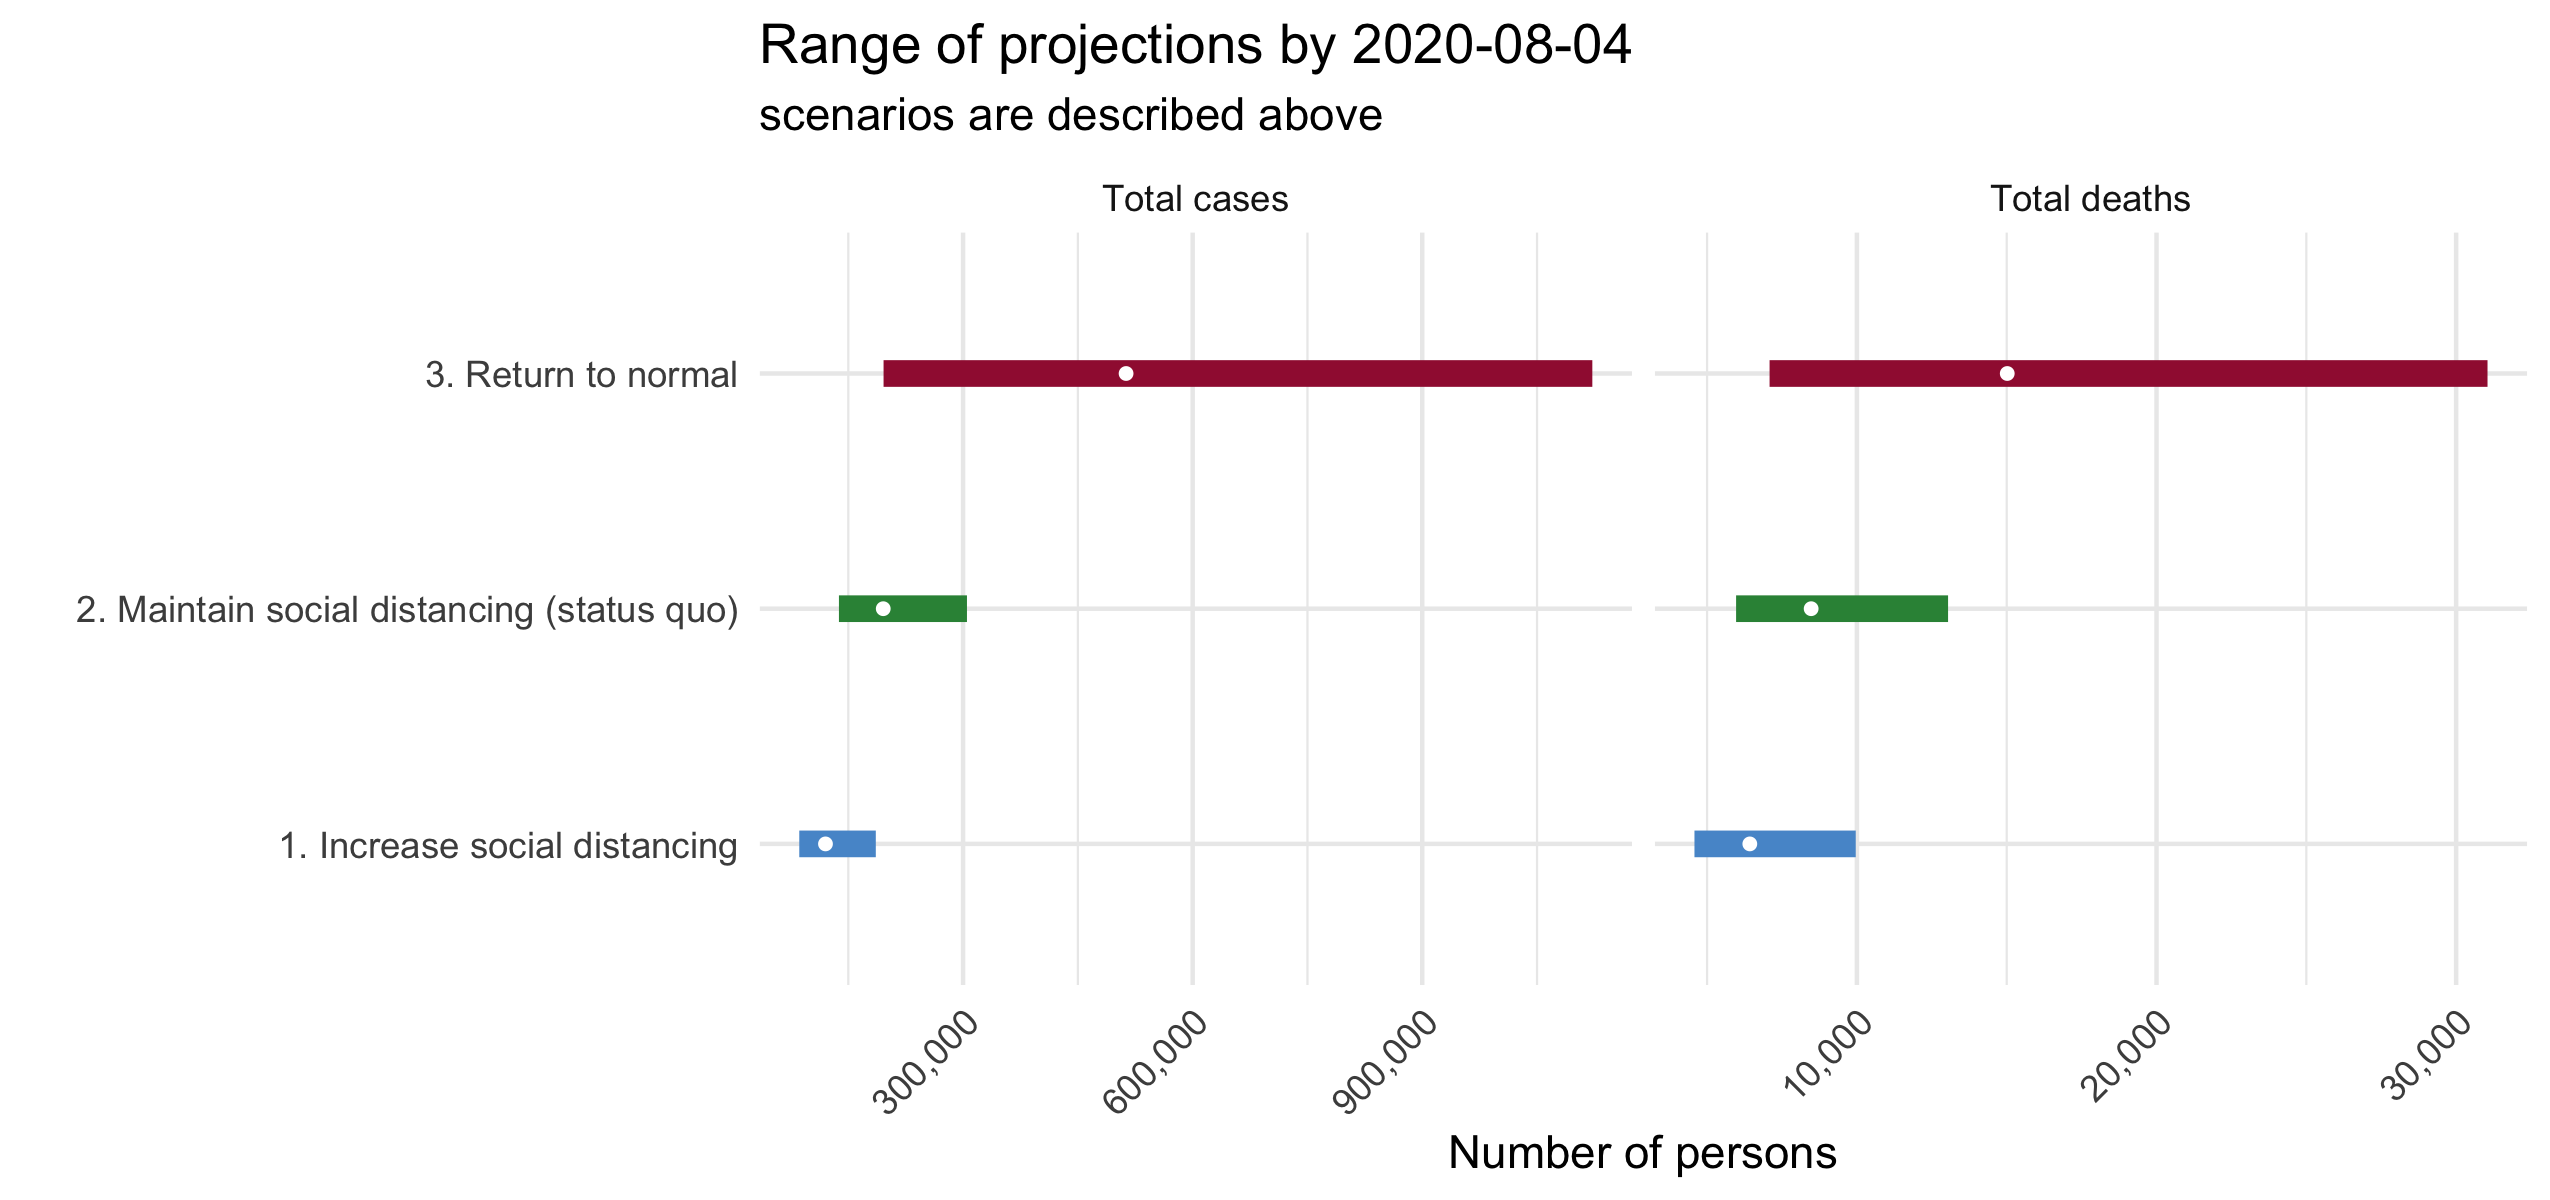 Range of projections by 2020-08-04
scenarios are described above
Total cases
Total deaths
3. Return to normal
2. Maintain social distancing (status quo)
1. Increase social distancing
300,000
600,000
900,000
10,000
20,000
30,000
Number of persons